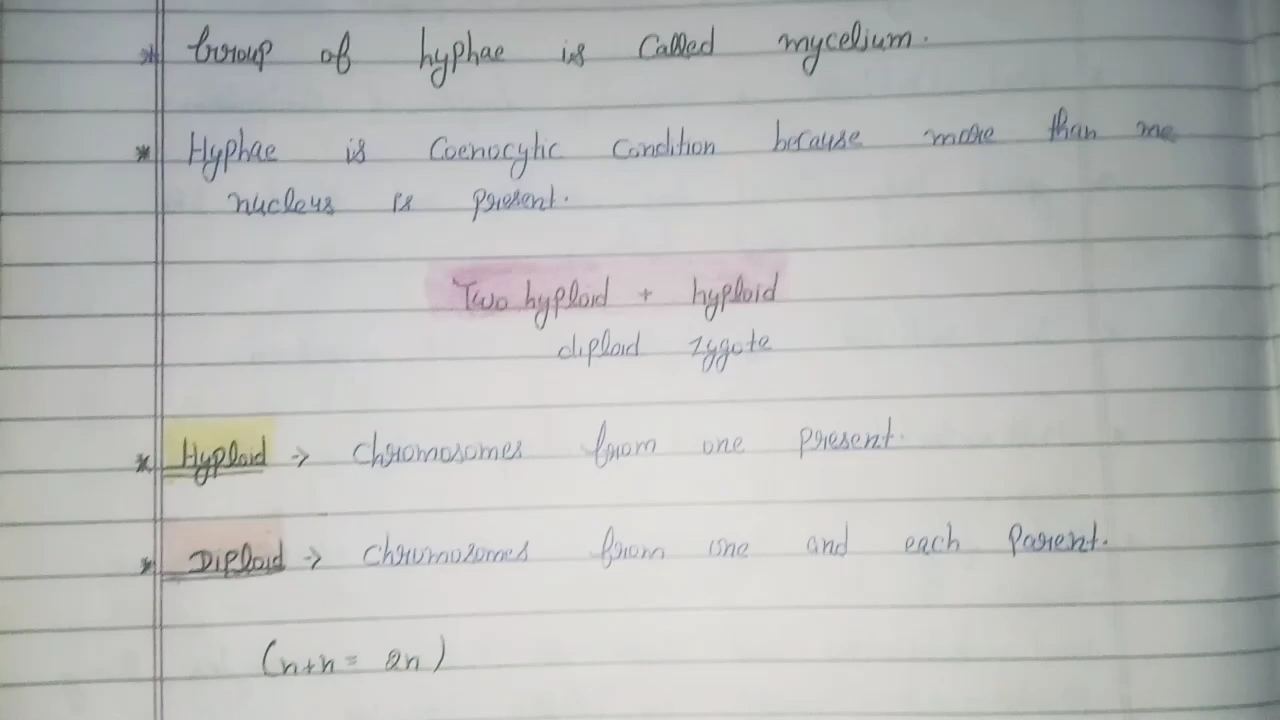 * Group of hyphae is called mycelium.
* Hyphae is Coenocytic Condition because more than one
nucleus is present.
Two hyploid + hyploid
diploid zygote
* Hyploid → Chromosomes from one present.
* Diploid → Chromosomes from one and each Parent.
(n+n = 2n)